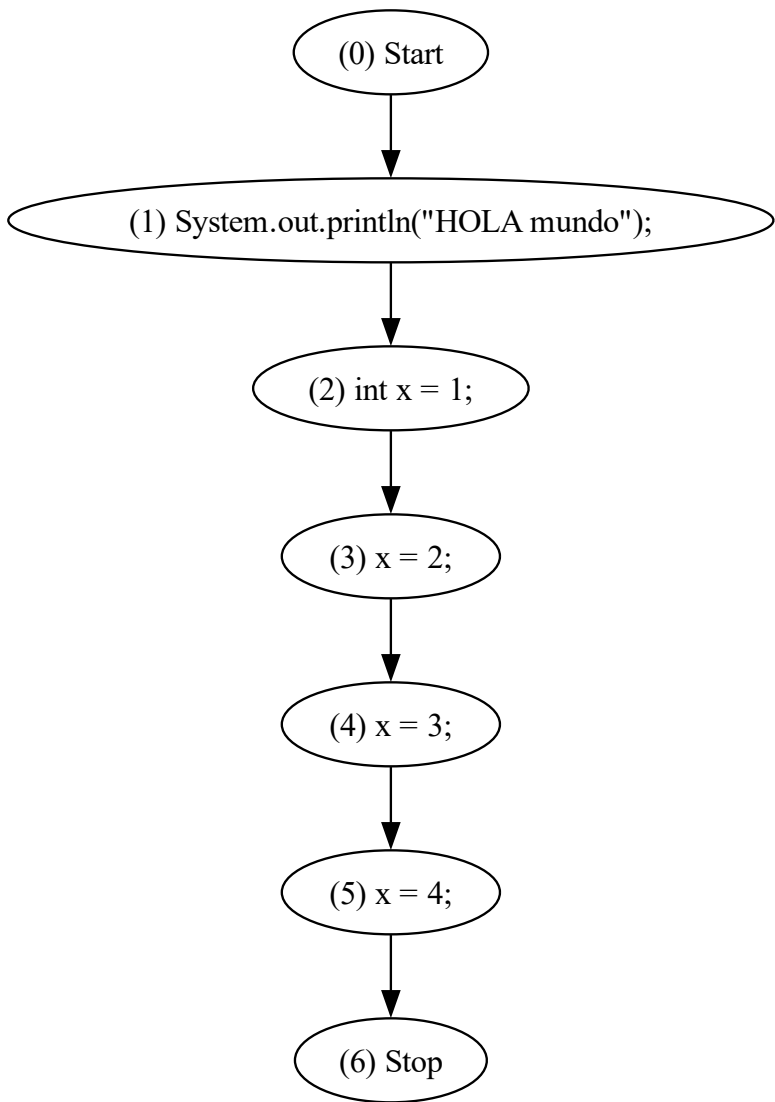 (0) Start
(1) System.out.println("HOLA mundo");
(2) int x = 1;
(3) x = 2;
(4) x = 3;
(5) x = 4;
(6) Stop